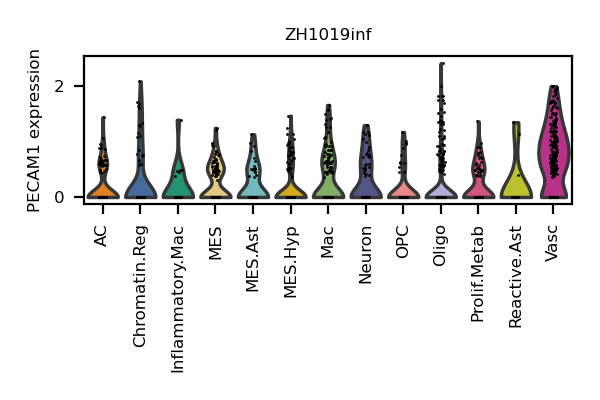 ZH1019inf
PECAM1 expression
2
0
AC
Chromatin.Reg
Inflammatory.Mac
MES
MES.Ast
MES.Hyp
Mac
Neuron
OPC
Oligo
Prolif.Metab
Reactive.Ast
Vasc